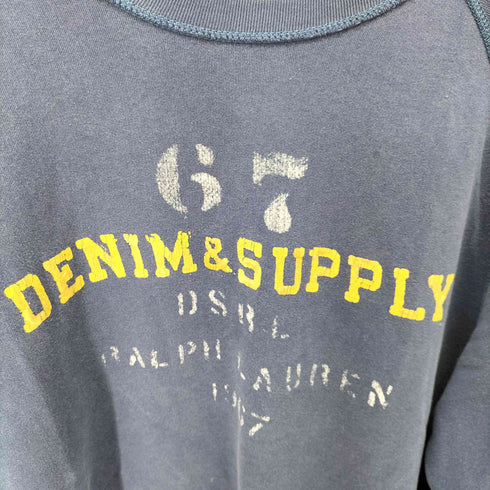 67
DENIM&SUPPLY
DSRL
RALPH LAUREN
1967